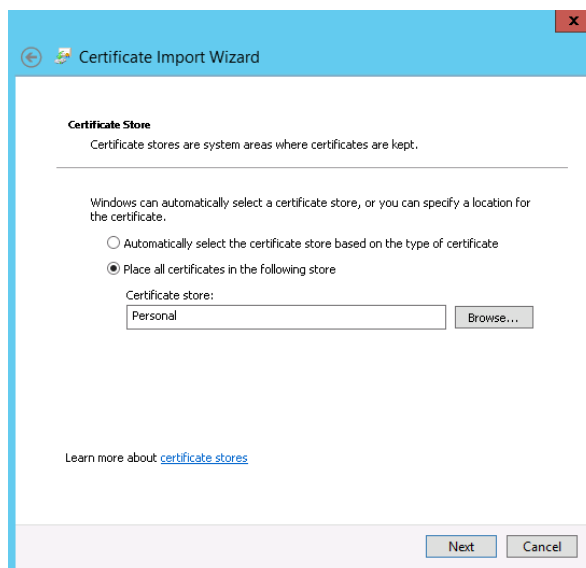 x
Certificate Import Wizard
Certificate Store
Certificate stores are system areas where certificates are kept.
Windows can automatically select a certificate store, or you can specify a location for
the certificate.
Automatically select the certificate store based on the type of certificate
Place all certificates in the following store
Certificate store:
Personal
Browse...
Learn more about certificate stores
Next
Cancel